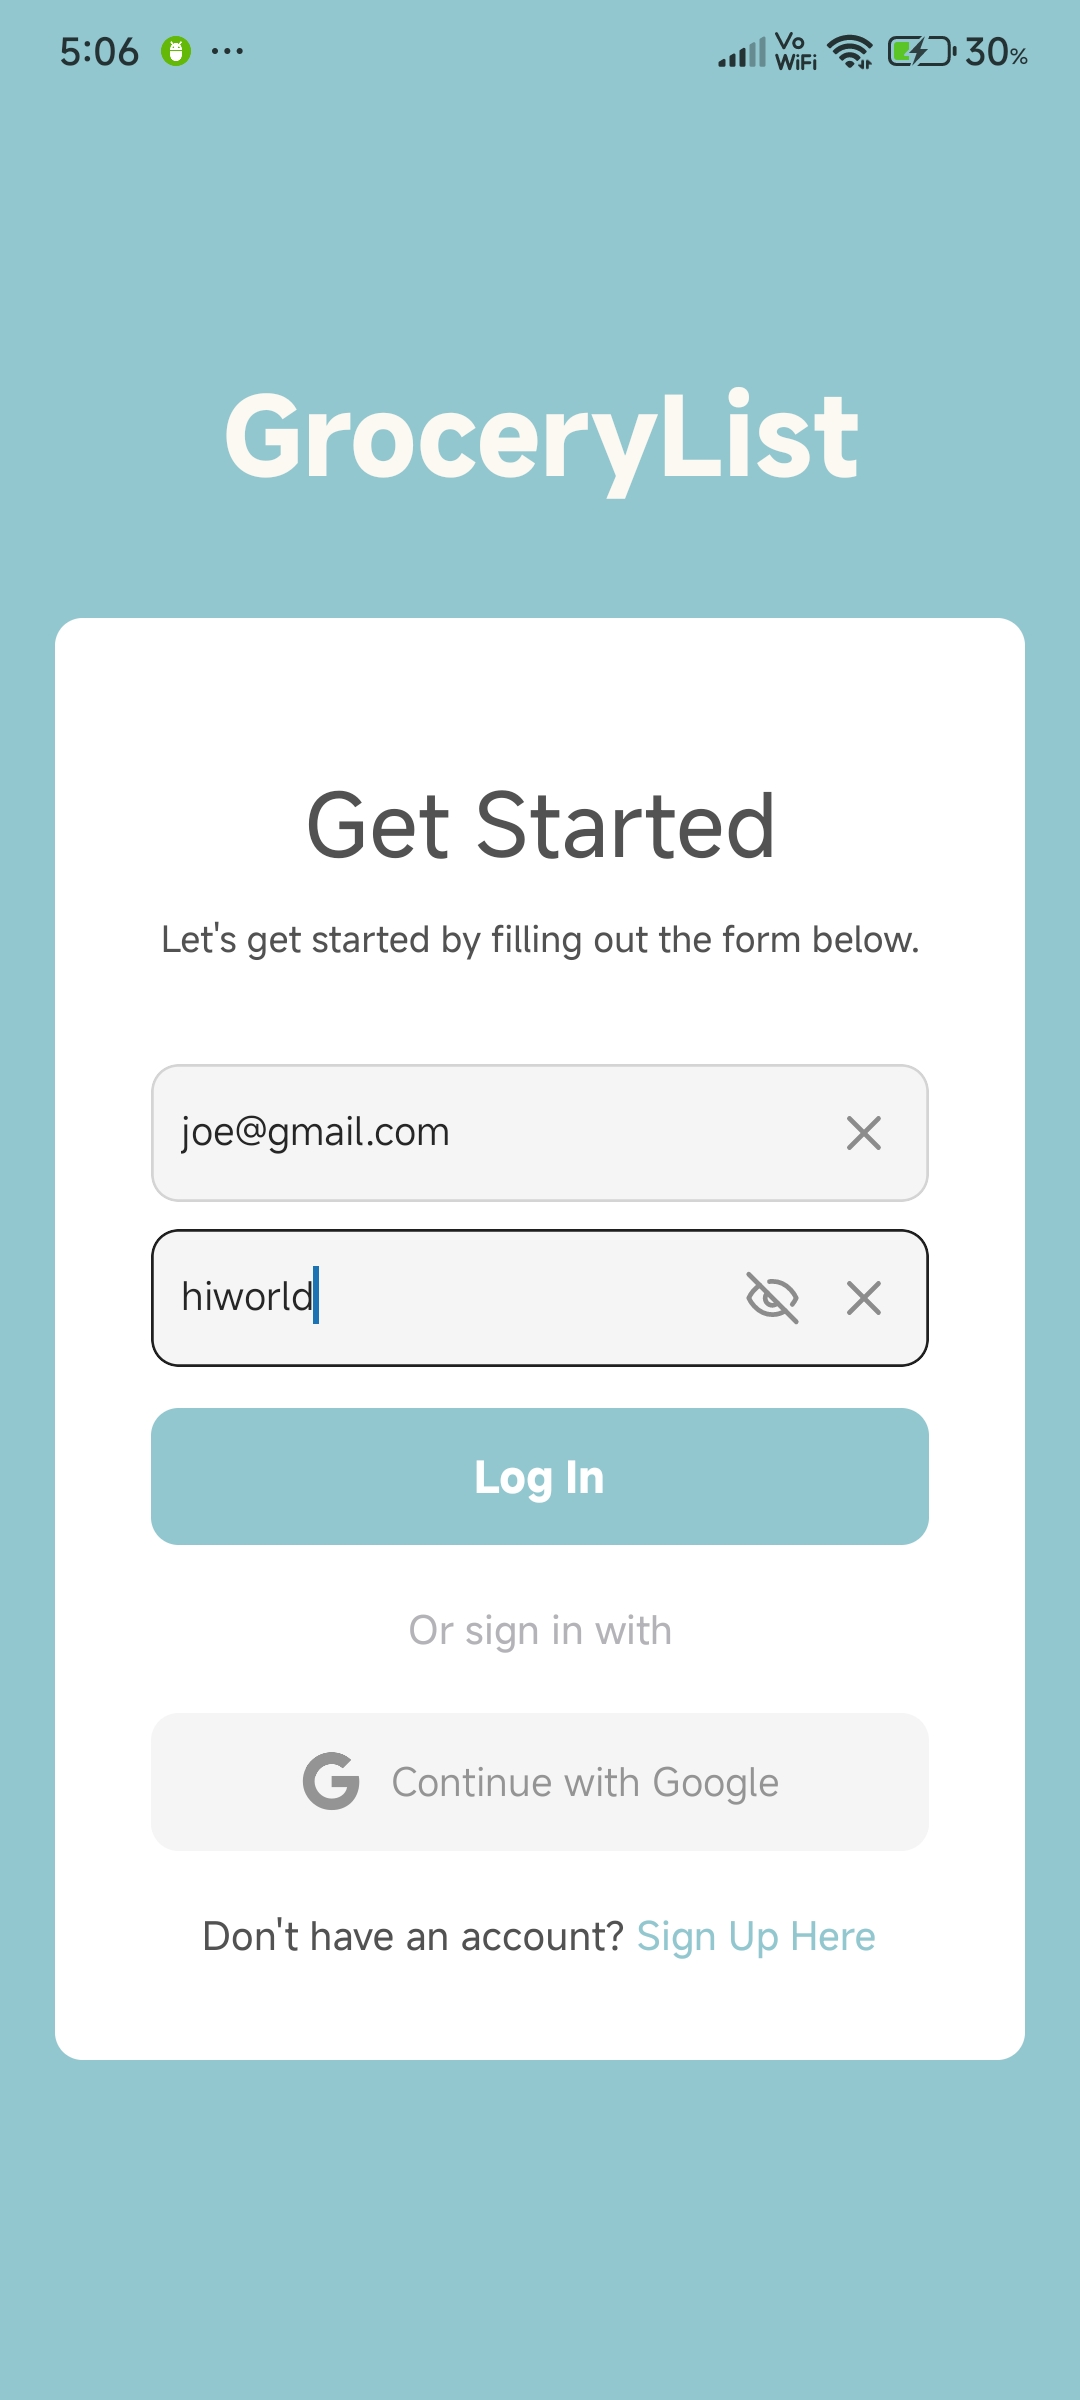 5:06 ... Vo WiFi 30%
GroceryList
Get Started
Let's get started by filling out the form below.
joe@gmail.com
hiworld
Log In
Or sign in with
G Continue with Google
Don't have an account? Sign Up Here